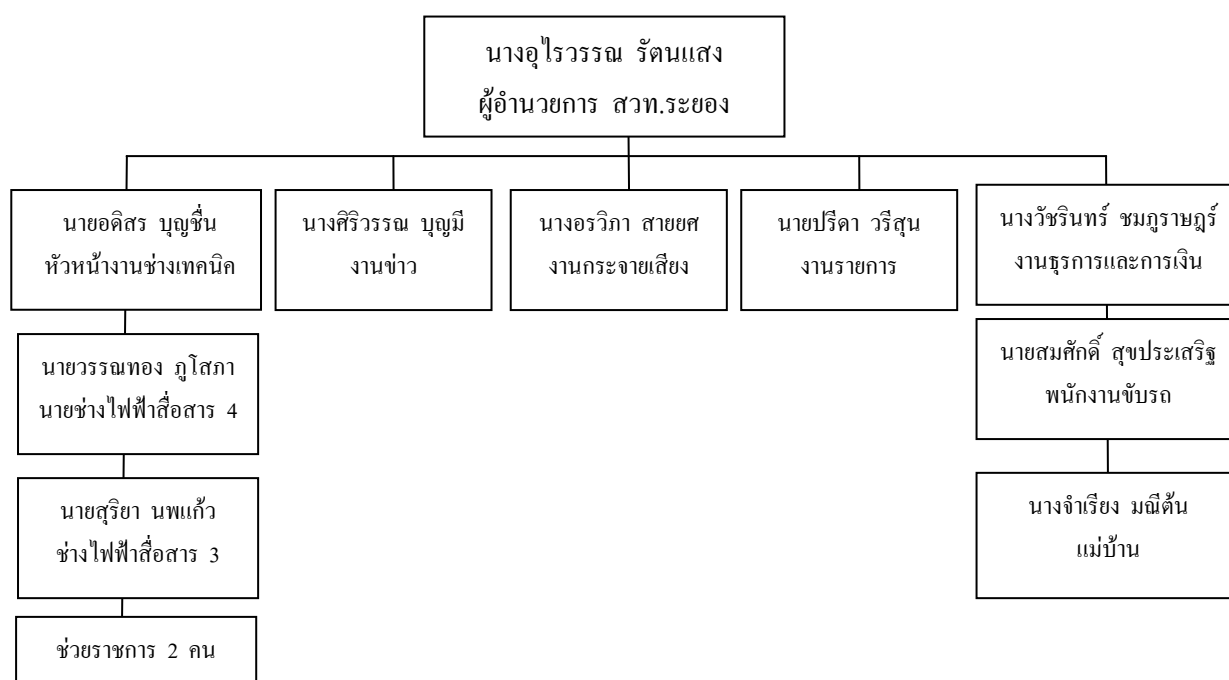 นางอุไรวรรณ รัตนแสง
ผู้อำนวยการ สวท.ระยอง
นายอดิสร บุญชื่น
หัวหน้างานช่างเทคนิค
นางศิริวรรณ บุญมี
งานข่าว
นางอรวิภา สายยศ
งานกระจายเสียง
นายปรีดา วรีสุน
งานรายการ
นางวัชรินทร์ ชมภูราษฎร์
งานธุรการและการเงิน
นายวรรณทอง ภูโสภา
นายช่างไฟฟ้าสื่อสาร 4
นายสมศักดิ์ สุขประเสริฐ
พนักงานขับรถ
นายสุริยา นพแก้ว
ช่างไฟฟ้าสื่อสาร 3
นางจำเรียง มณีต้น
แม่บ้าน
ช่วยราชการ 2 คน